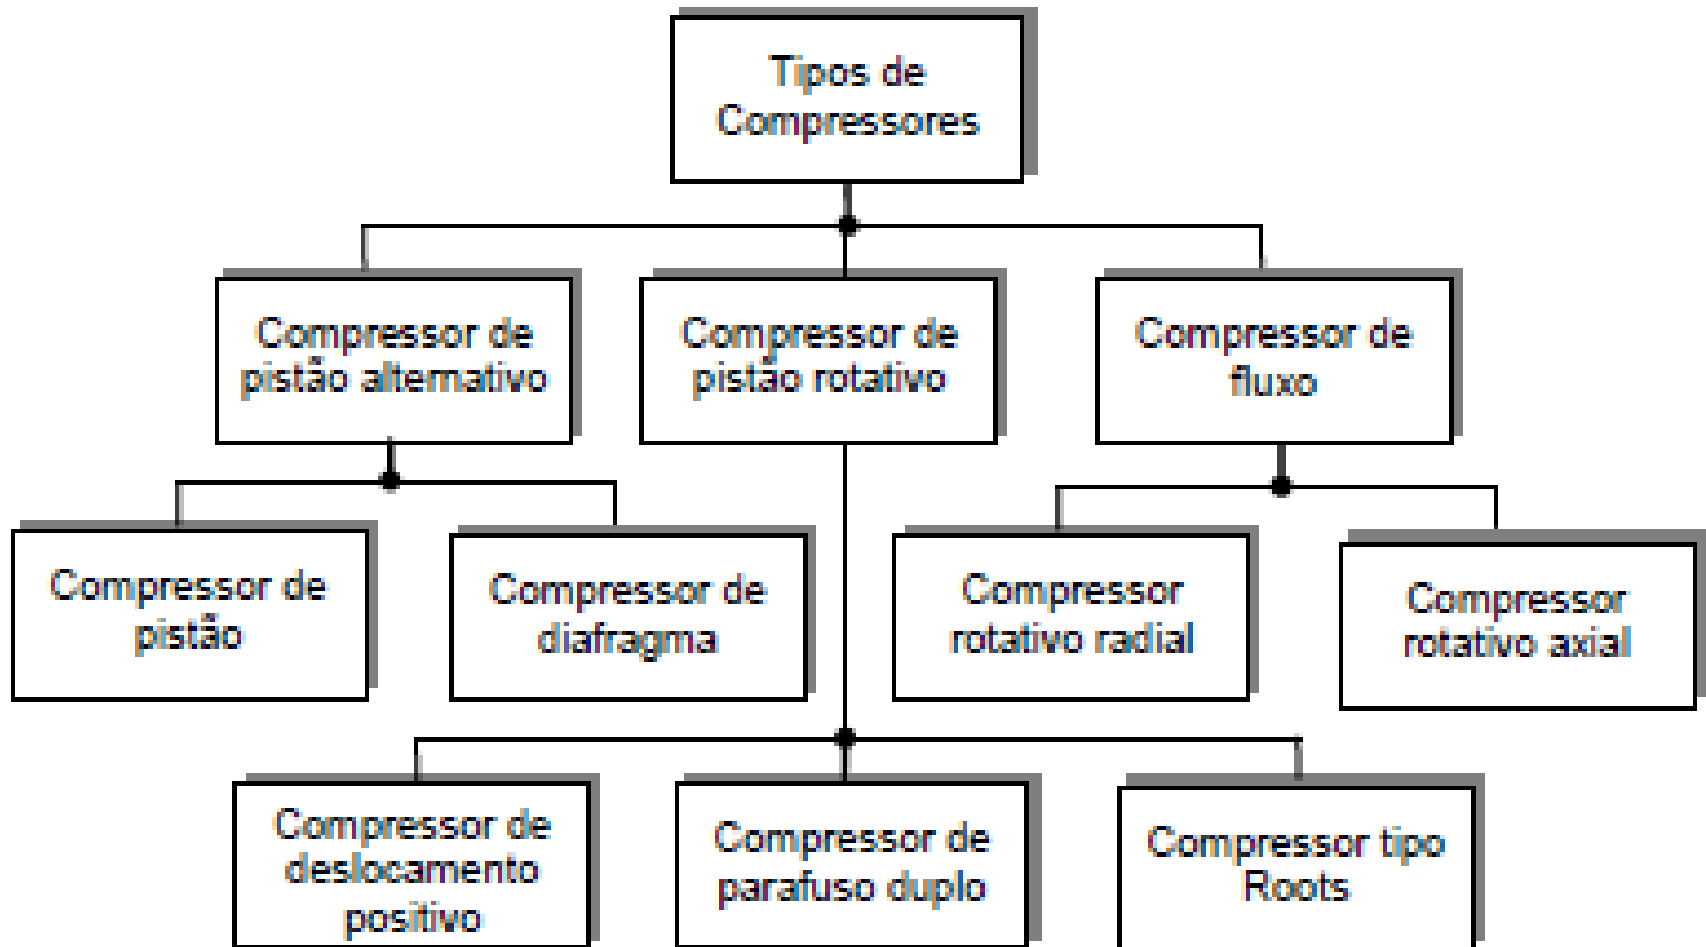 Tipos de
Compressores
Compressor de
pistão alternativo
Compressor de
pistão rotativo
Compressor de
fluxo
Compressor de
pistão
Compressor de
diafragma
Compressor
rotativo radial
Compressor
rotativo axial
Compressor de
deslocamento
positivo
Compressor de
parafuso duplo
Compressor tipo
Roots